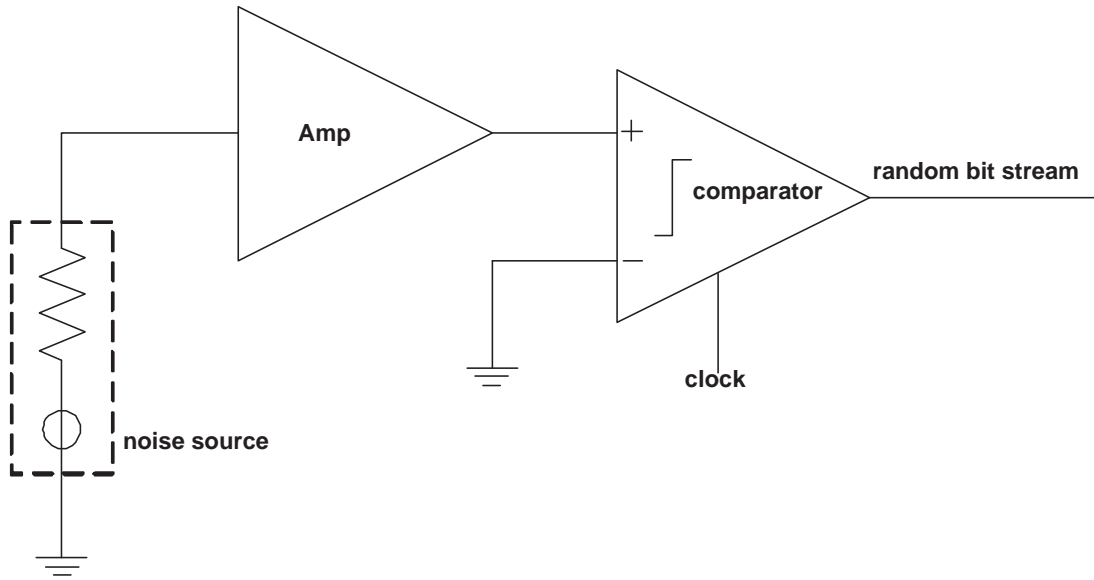 Amp
+
comparator
−
random bit stream
clock
noise source